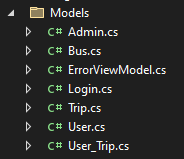 Models
C# Admin.cs
C# Bus.cs
C# ErrorViewModel.cs
C# Login.cs
C# Trip.cs
C# User.cs
C# User_Trip.cs